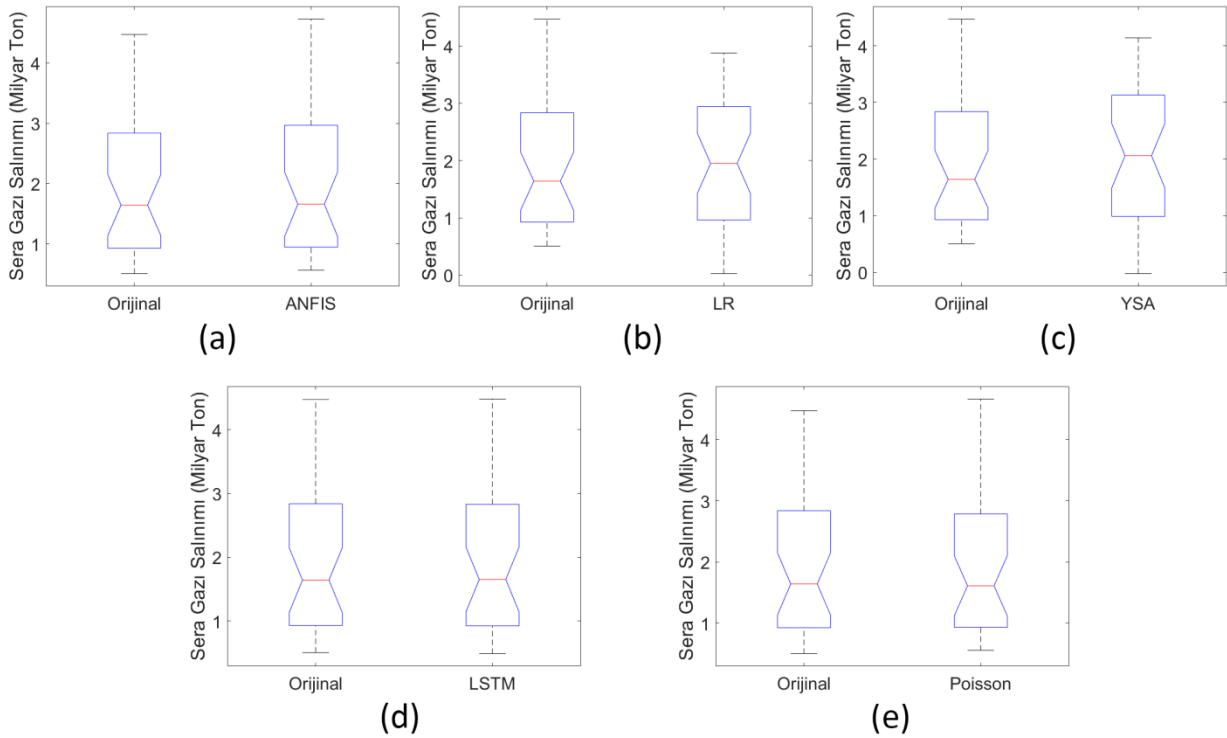 Sera Gazı Salınımı (Milyar Ton)
4
3
2
1
Orijinal ANFIS
(a)
Sera Gazı Salınımı (Milyar Ton)
4
3
2
1
0
Orijinal LR
(b)
Sera Gazı Salınımı (Milyar Ton)
4
3
2
1
0
Orijinal YSA
(c)
Sera Gazı Salınımı (Milyar Ton)
4
3
2
1
Orijinal LSTM
(d)
Sera Gazı Salınımı (Milyar Ton)
4
3
2
1
Orijinal Poisson
(e)